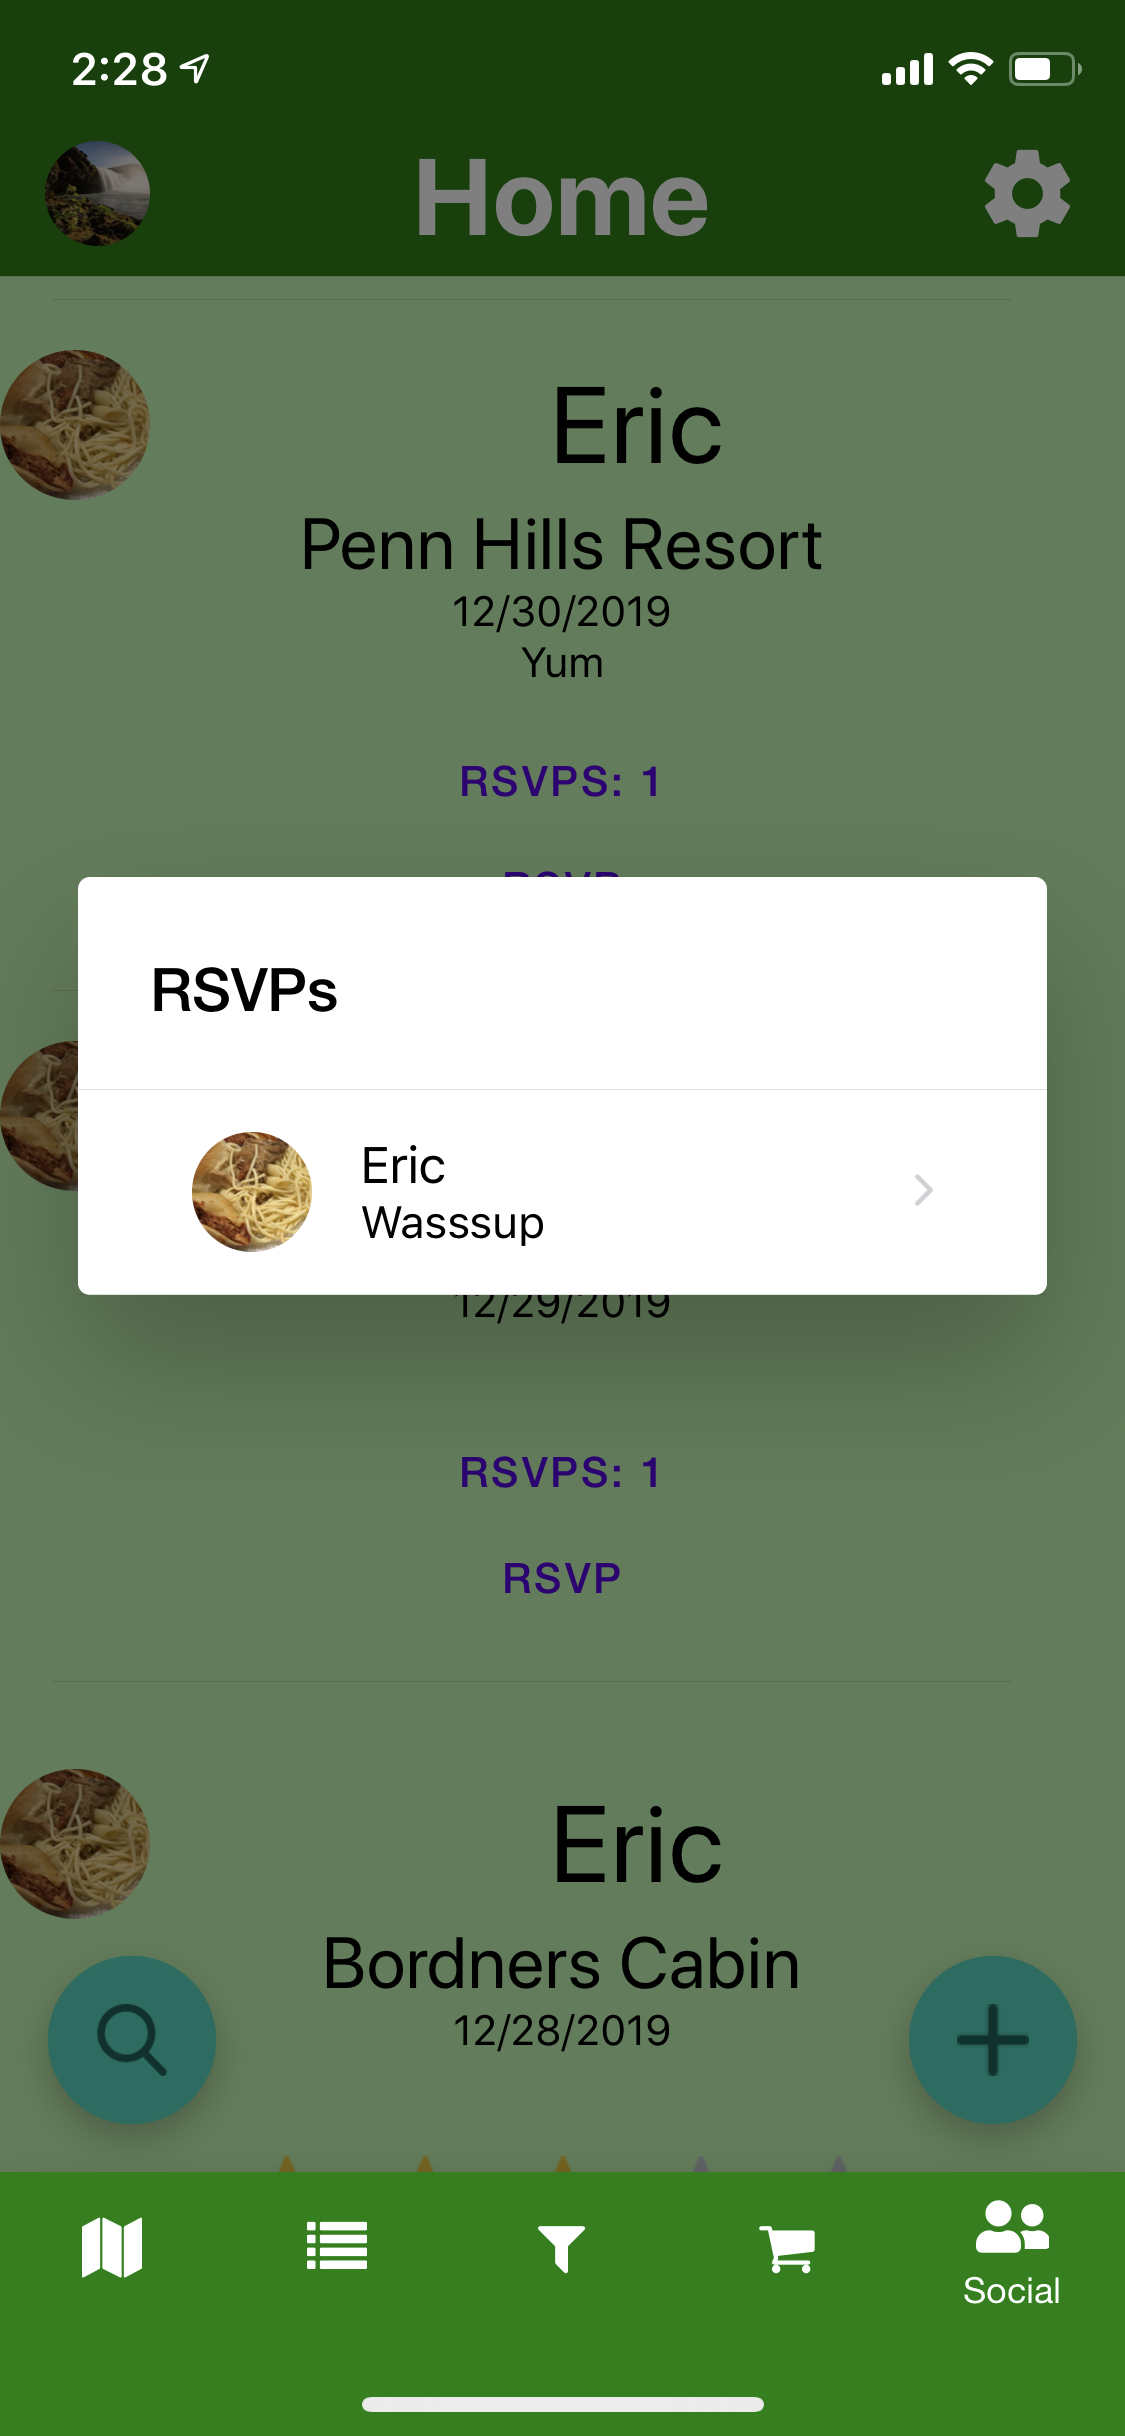 2:28
Home
Eric
Penn Hills Resort
12/30/2019
Yum
RSVPS: 1
RSVP
RSVPs
Eric
Wasssup
12/29/2019
RSVPS: 1
RSVP
Eric
Bordners Cabin
12/28/2019
Social